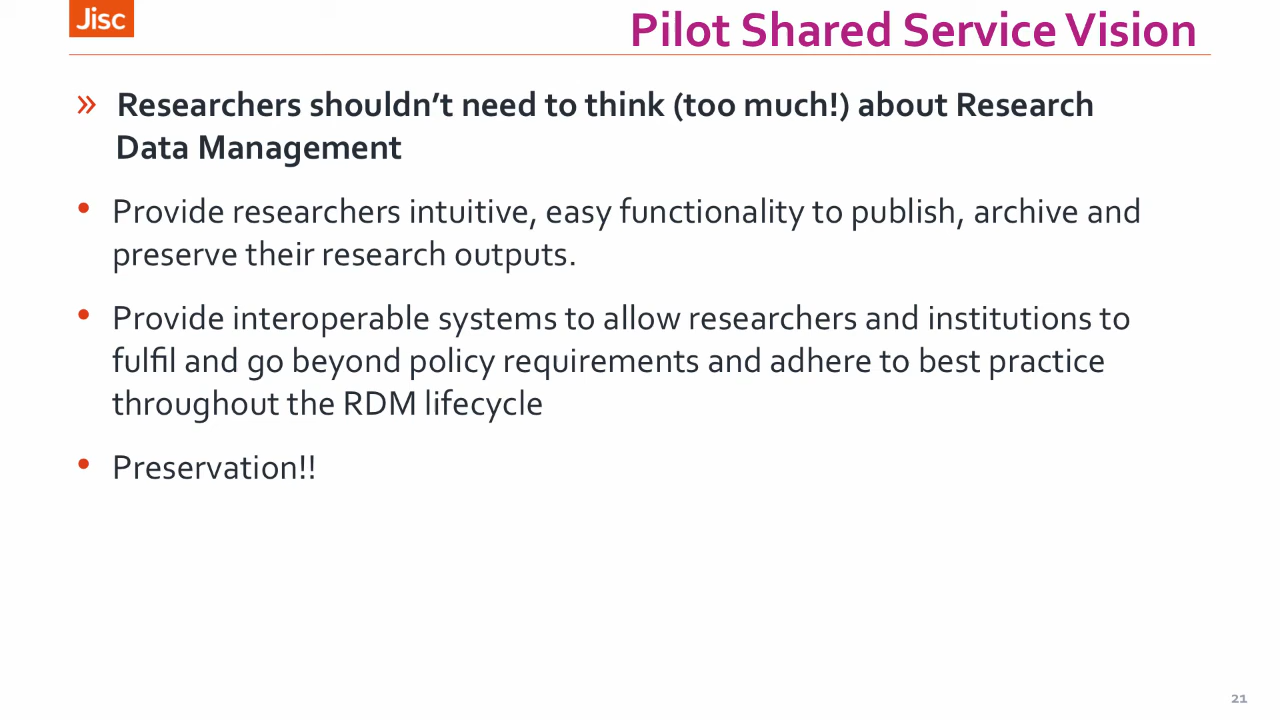 Jisc
Pilot Shared Service Vision
» Researchers shouldn’t need to think (too much!) about Research
Data Management
• Provide researchers intuitive, easy functionality to publish, archive and
preserve their research outputs.
• Provide interoperable systems to allow researchers and institutions to
fulfil and go beyond policy requirements and adhere to best practice
throughout the RDM lifecycle
• Preservation!!
21